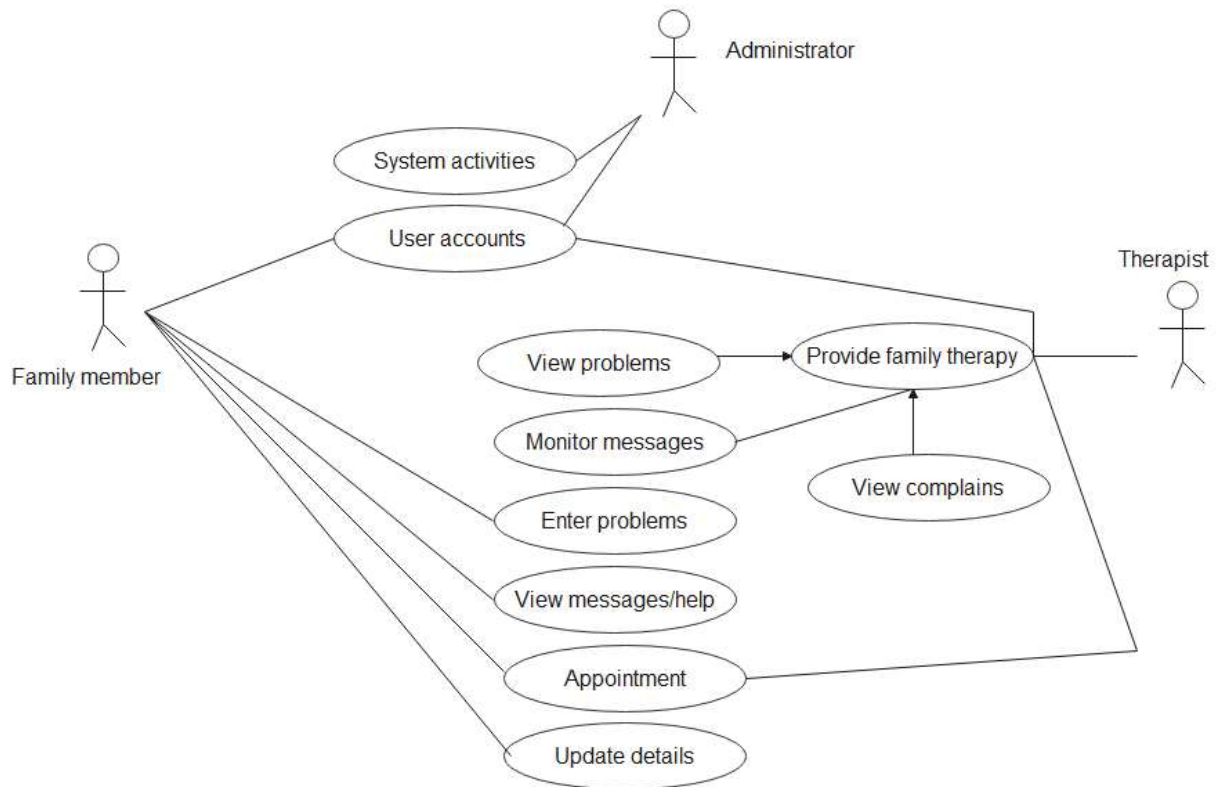 Administrator
System activities
User accounts
Therapist
Family member
View problems
Provide family therapy
Monitor messages
View complains
Enter problems
View messages/help
Appointment
Update details